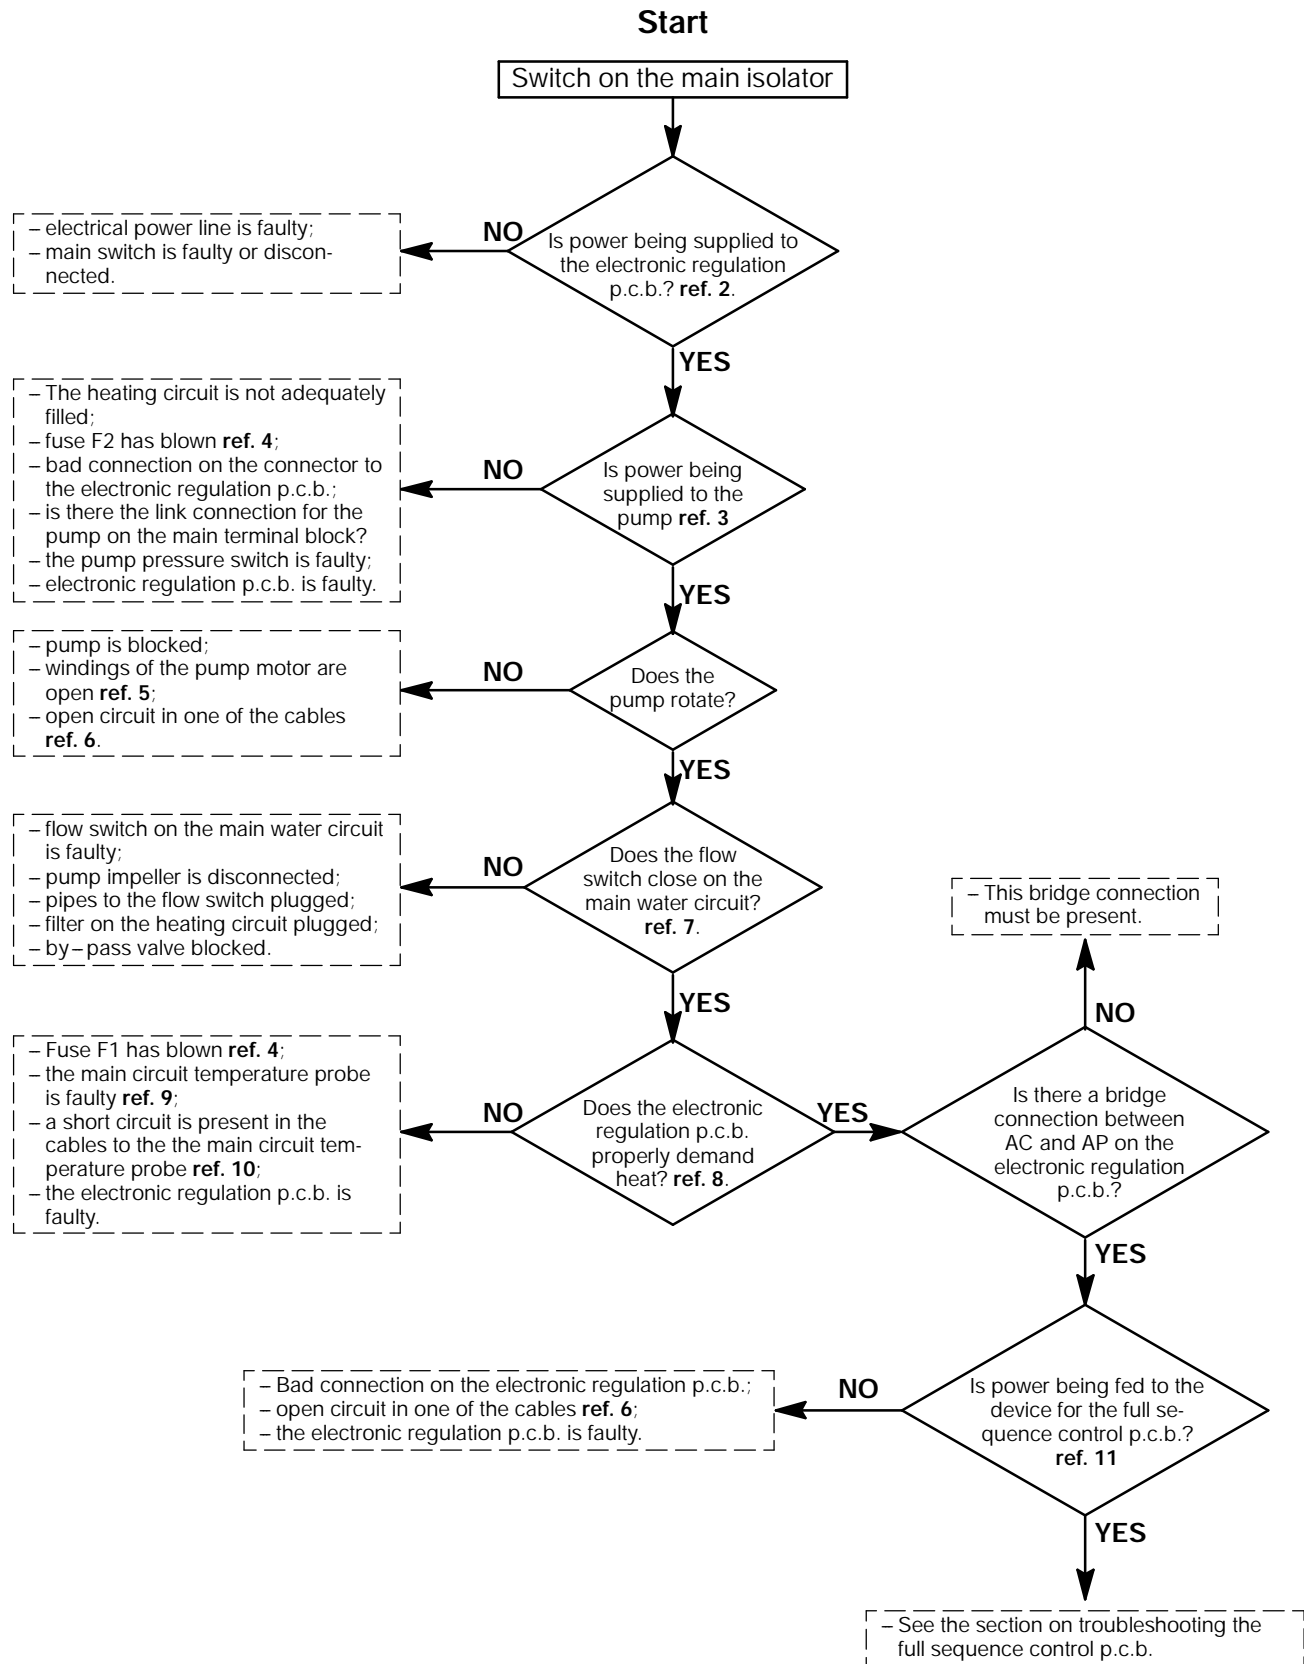 Start
Switch on the main isolator
Is power being supplied to
the electronic regulation
p.c.b.? ref. 2.
NO
– electrical power line is faulty;
– main switch is faulty or discon-
nected.
YES
Is power being
supplied to the
pump ref. 3
NO
– The heating circuit is not adequately
filled;
– fuse F2 has blown ref. 4;
– bad connection on the connector to
the electronic regulation p.c.b.;
– is there the link connection for the
pump on the main terminal block?
– the pump pressure switch is faulty;
– electronic regulation p.c.b. is faulty.
YES
Does the
pump rotate?
NO
– pump is blocked;
– windings of the pump motor are
open ref. 5;
– open circuit in one of the cables
ref. 6.
YES
Does the flow
switch close on the
main water circuit?
ref. 7.
NO
– flow switch on the main water circuit
is faulty;
– pump impeller is disconnected;
– pipes to the flow switch plugged;
– filter on the heating circuit plugged;
– by–pass valve blocked.
YES
Does the electronic
regulation p.c.b.
properly demand
heat? ref. 8.
NO
– Fuse F1 has blown ref. 4;
– the main circuit temperature probe
is faulty ref. 9;
– a short circuit is present in the
cables to the the main circuit tem-
perature probe ref. 10;
– the electronic regulation p.c.b. is
faulty.
YES
Is there a bridge
connection between
AC and AP on the
electronic regulation
p.c.b.?
NO
– This bridge connection
must be present.
YES
Is power being fed to the
device for the full se-
quence control p.c.b.?
ref. 11
NO
– Bad connection on the electronic regulation p.c.b.;
– open circuit in one of the cables ref. 6;
– the electronic regulation p.c.b. is faulty.
YES
– See the section on troubleshooting the
full sequence control p.c.b.